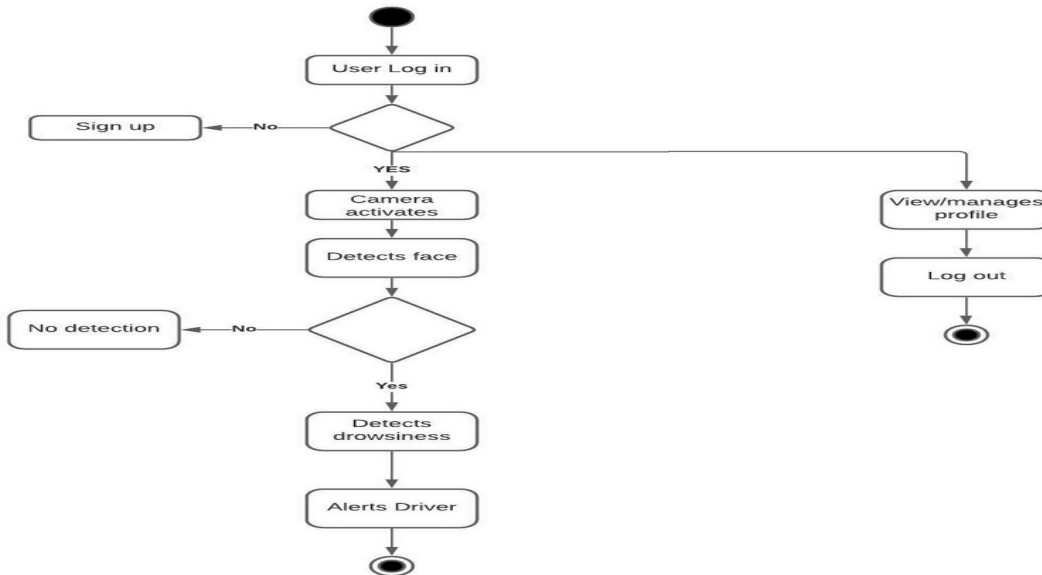 User Log in
Sign up
No
YES
Camera
activates
View/manages
profile
Detects face
Log out
No detection
No
Yes
Detects
drowsiness
Alerts Driver